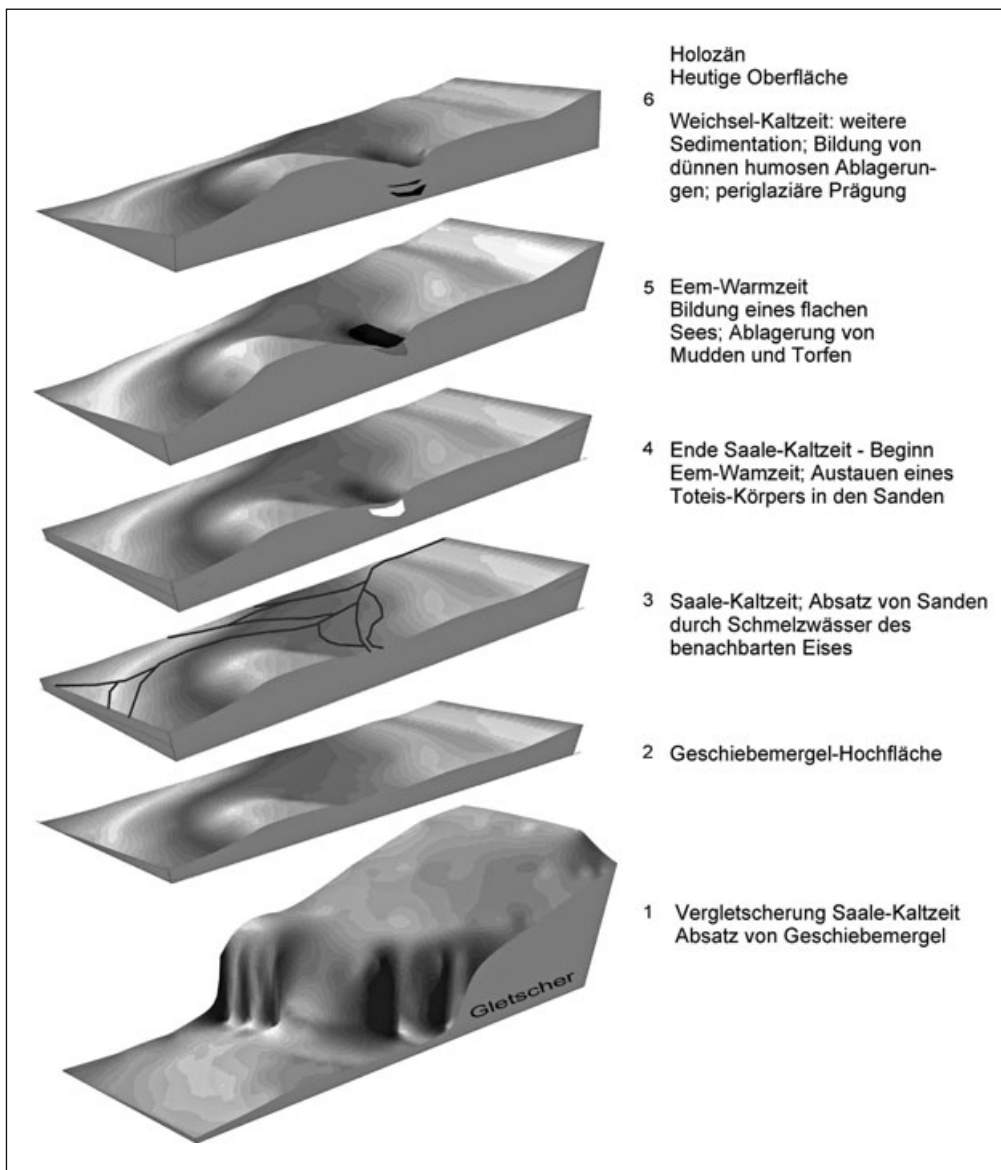 Holozän
Heutige Oberfläche
6
Weichsel-Kaltzeit: weitere
Sedimentation; Bildung von
dünnen humosen Ablagerun-
gen; periglaziäre Prägung
5 Eem-Warmzeit
Bildung eines flachen
Sees; Ablagerung von
Mudden und Torfen
4 Ende Saale-Kaltzeit - Beginn
Eem-Wamzeit; Austauen eines
Toteis-Körpers in den Sanden
3 Saale-Kaltzeit; Absatz von Sanden
durch Schmelzwässer des
benachbarten Eises
2 Geschiebemergel-Hochfläche
1 Vergletscherung Saale-Kaltzeit
Absatz von Geschiebemergel
Gletscher